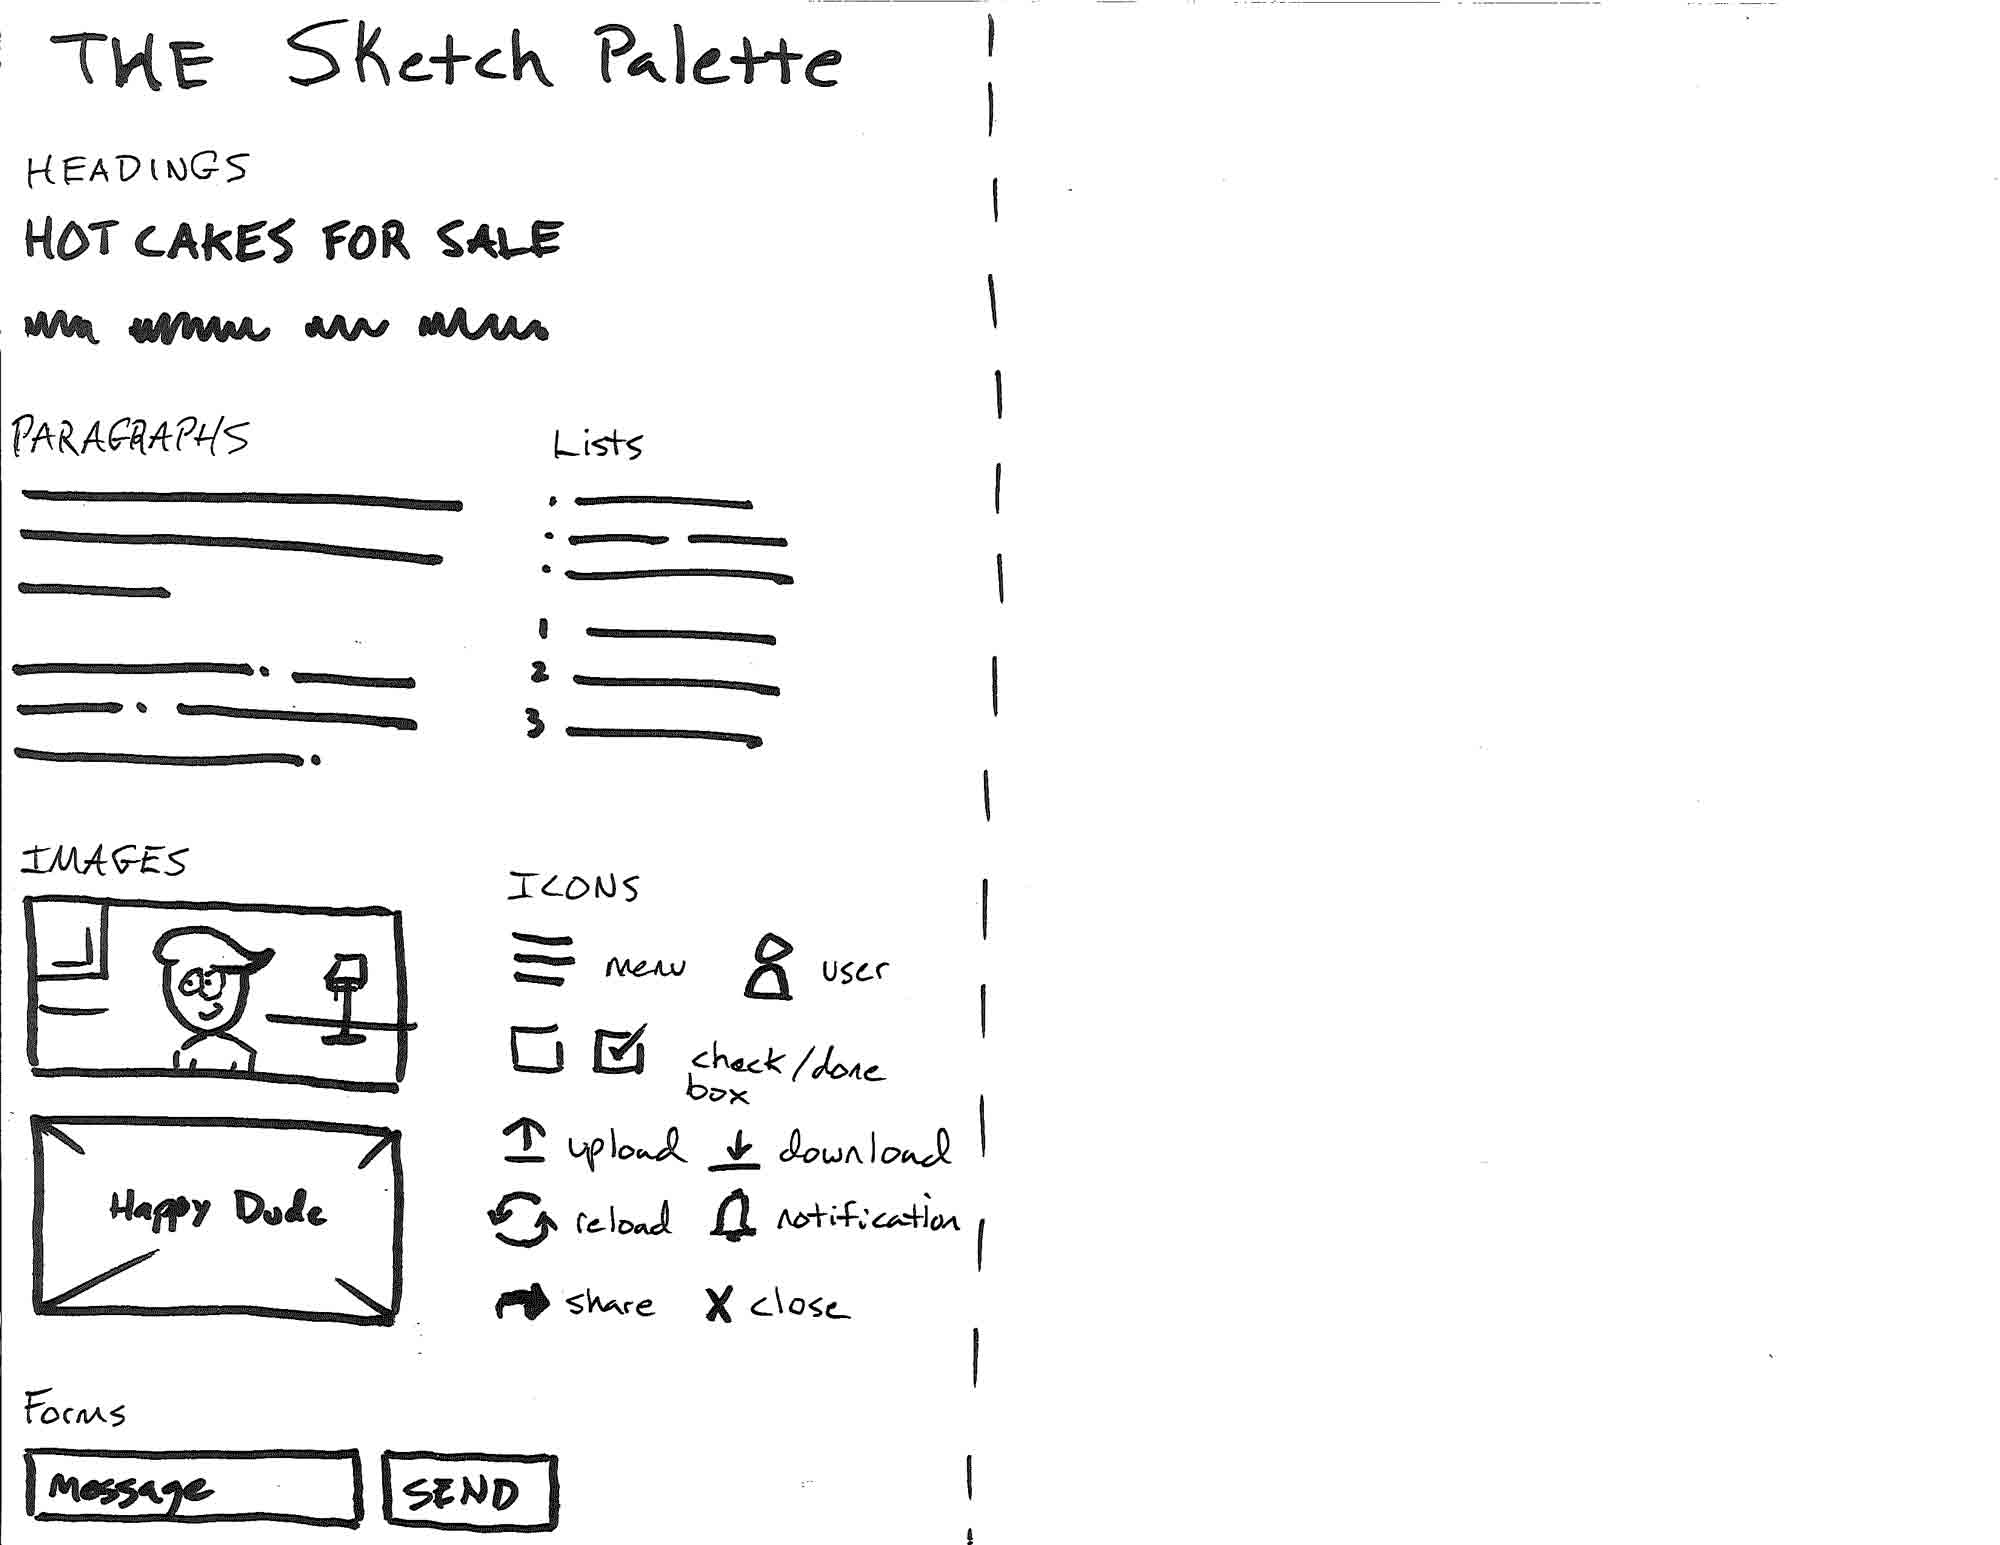 THE Sketch Palette
HEADINGS
HOT CAKES FOR SALE
PARAGRAPHS
Lists
1
2
3
IMAGES
Happy Dude
ICONS
menu user
check/done
box
upload download
reload notification
share X close
Forms
Message SEND